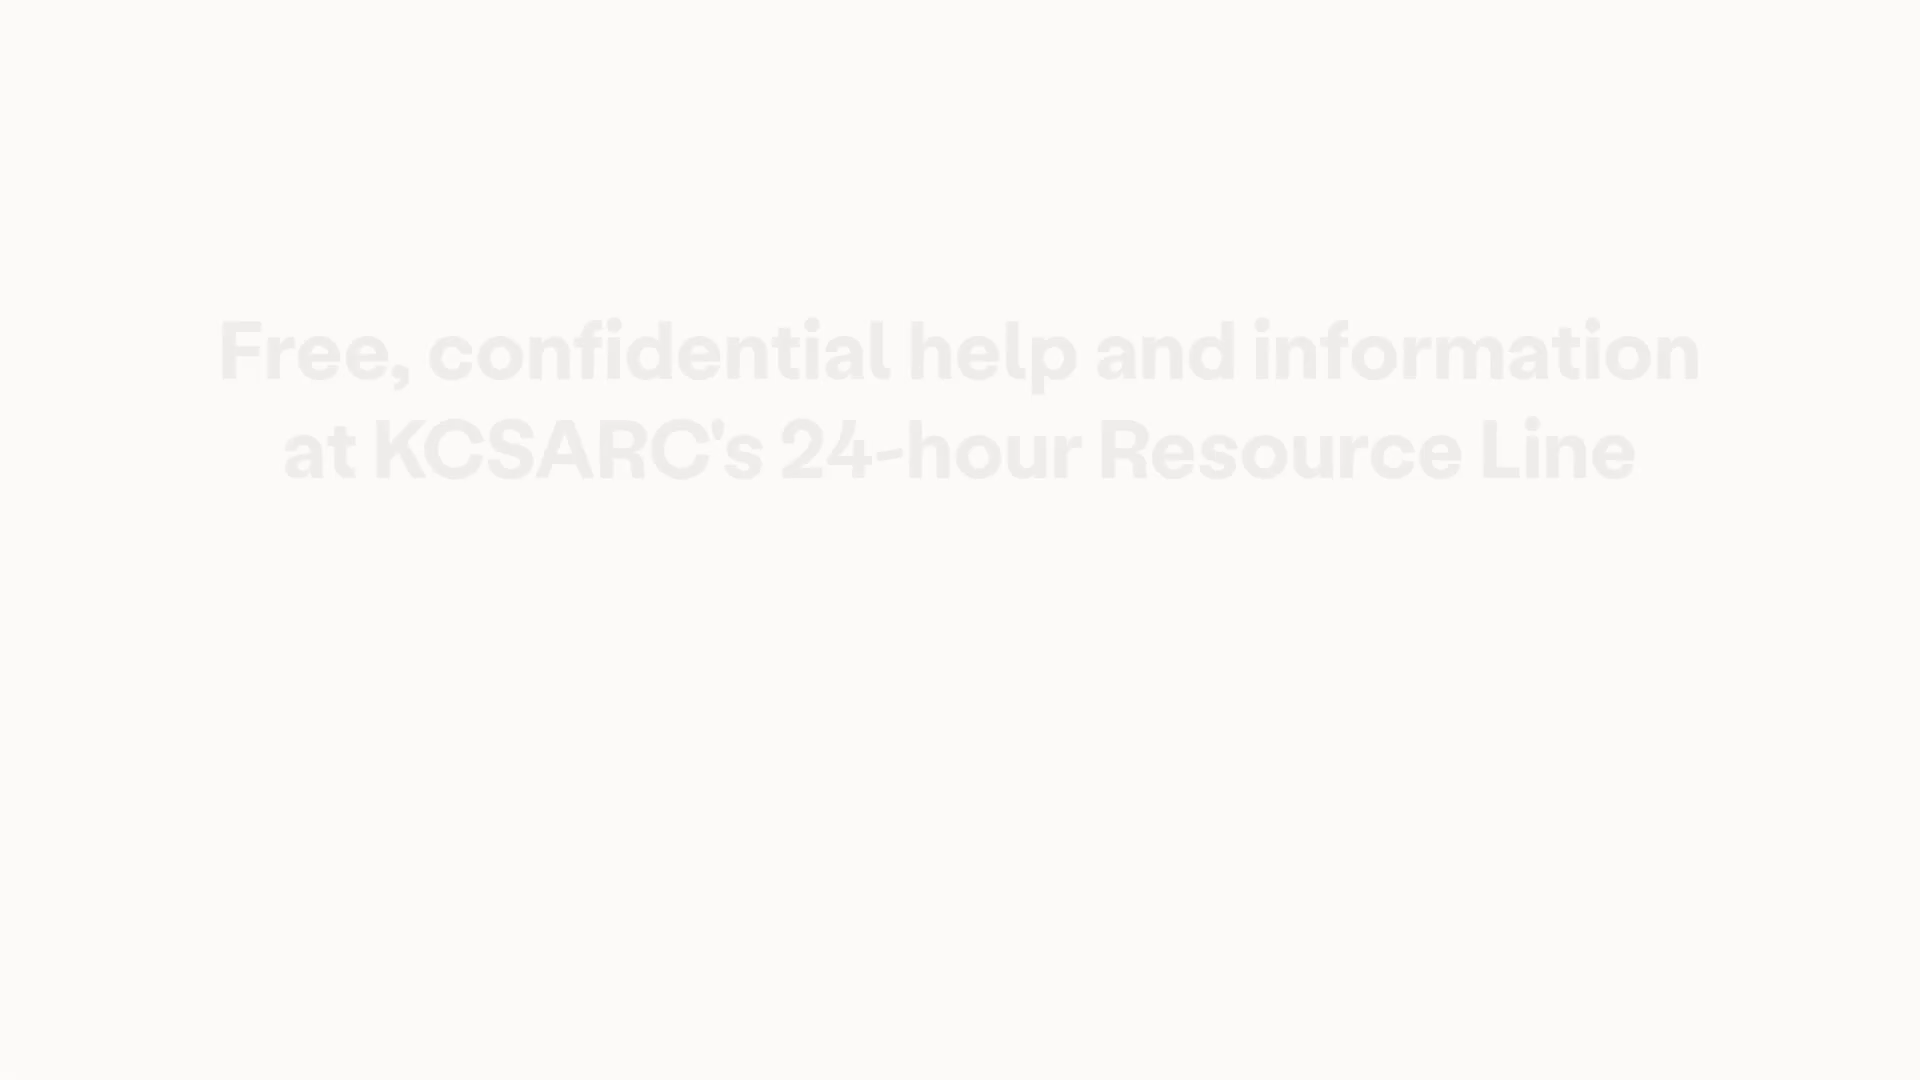 Free, confidential help and information
at KCSARC's 24-hour Resource Line